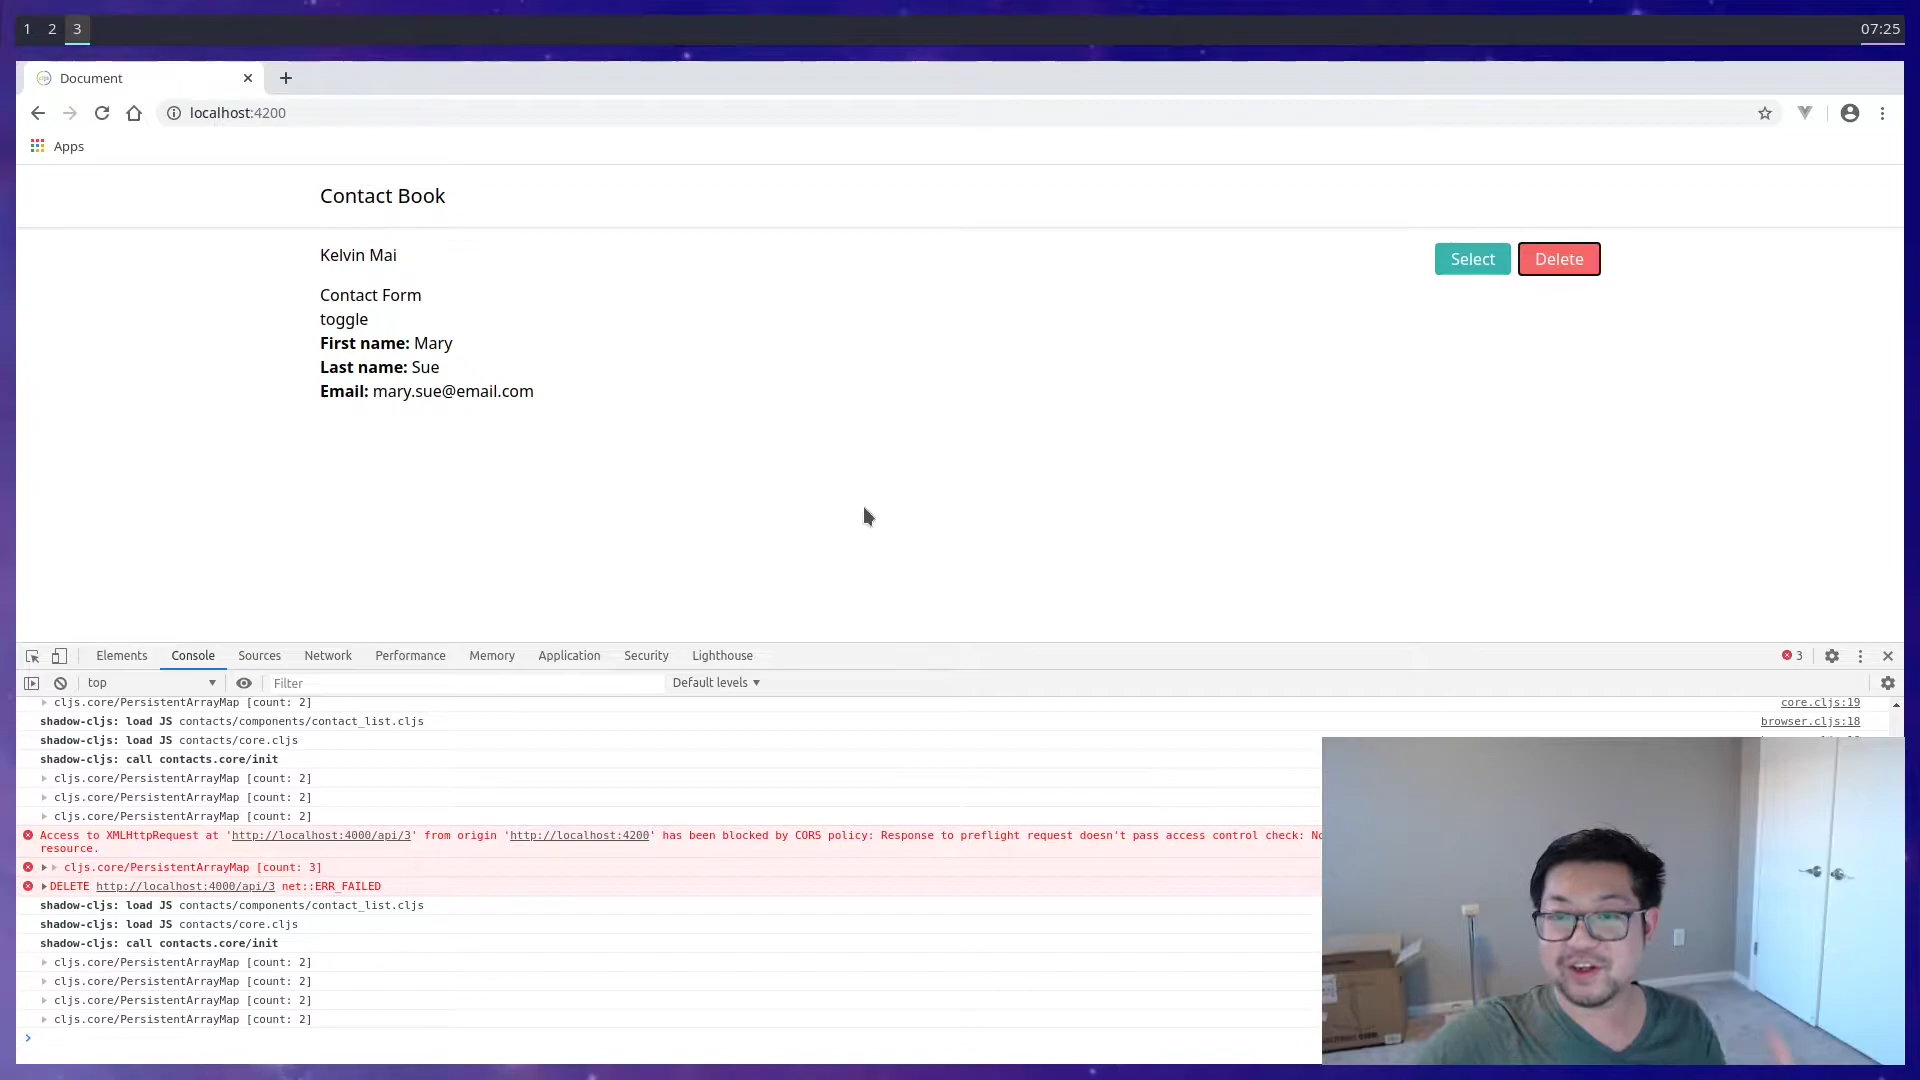 1 2 3 07:25
Document
localhost:4200
Apps
Contact Book
Kelvin Mai Select Delete
Contact Form
toggle
First name: Mary
Last name: Sue
Email: mary.sue@email.com
Elements Console Sources Network Performance Memory Application Security Lighthouse 3
top Filter Default levels
cljs.core/PersistentArrayMap [count: 2] core.cljs:19
shadow-cljs: load JS contacts/components/contact_list.cljs browser.cljs:18
shadow-cljs: load JS contacts/core.cljs
shadow-cljs: call contacts.core/init
cljs.core/PersistentArrayMap [count: 2]
cljs.core/PersistentArrayMap [count: 2]
cljs.core/PersistentArrayMap [count: 2]
Access to XMLHttpRequest at 'http://localhost:4000/api/3' from origin 'http://localhost:4200' has been blocked by CORS policy: Response to preflight request doesn't pass access control check:
resource.
cljs.core/PersistentArrayMap [count: 3]
DELETE http://localhost:4000/api/3 net::ERR_FAILED
shadow-cljs: load JS contacts/components/contact_list.cljs
shadow-cljs: load JS contacts/core.cljs
shadow-cljs: call contacts.core/init
cljs.core/PersistentArrayMap [count: 2]
cljs.core/PersistentArrayMap [count: 2]
cljs.core/PersistentArrayMap [count: 2]
cljs.core/PersistentArrayMap [count: 2]